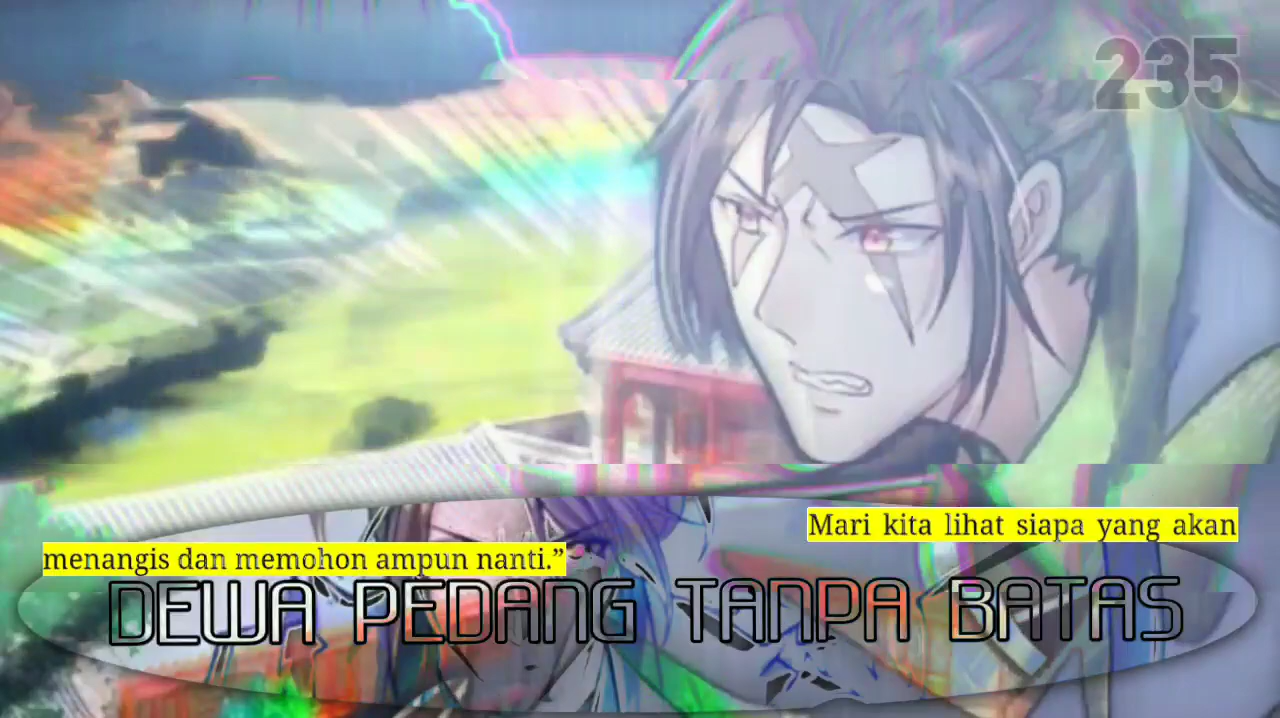 235
Mari kita lihat siapa yang akan
menangis dan memohon ampun nanti.”
DEWA PEDANG TANPA BATAS